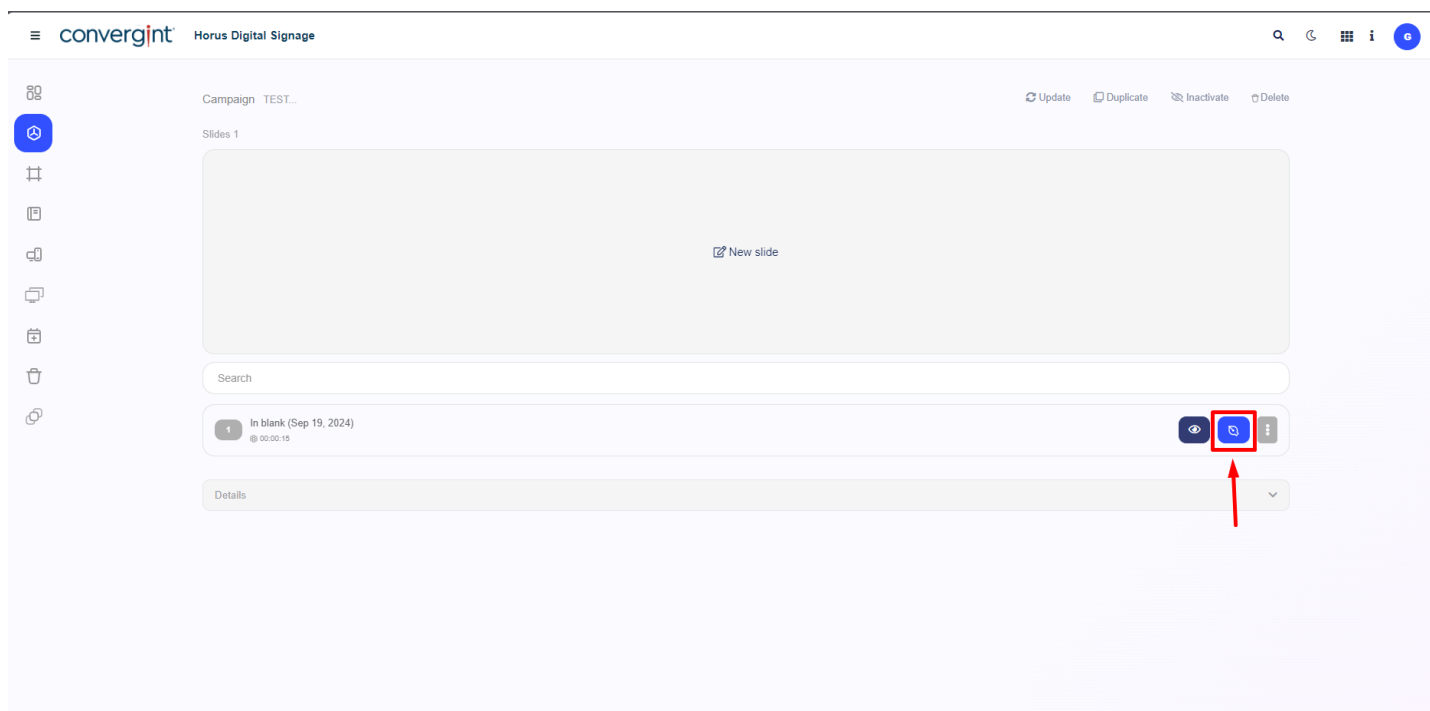 convergint Horus Digital Signage G
Campaign TEST... Update Duplicate Inactivate Delete
Slides 1
New slide
Search
1 In blank (Sep 19, 2024)
00:00:15
Details